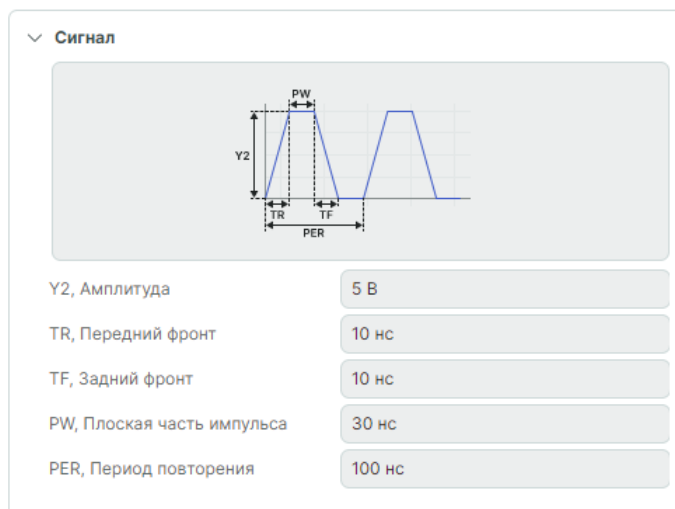 Сигнал
PW
Y2
TR TF
PER
Y2, Амплитуда 5 В
TR, Передний фронт 10 нс
TF, Задний фронт 10 нс
PW, Плоская часть импульса 30 нс
PER, Период повторения 100 нс